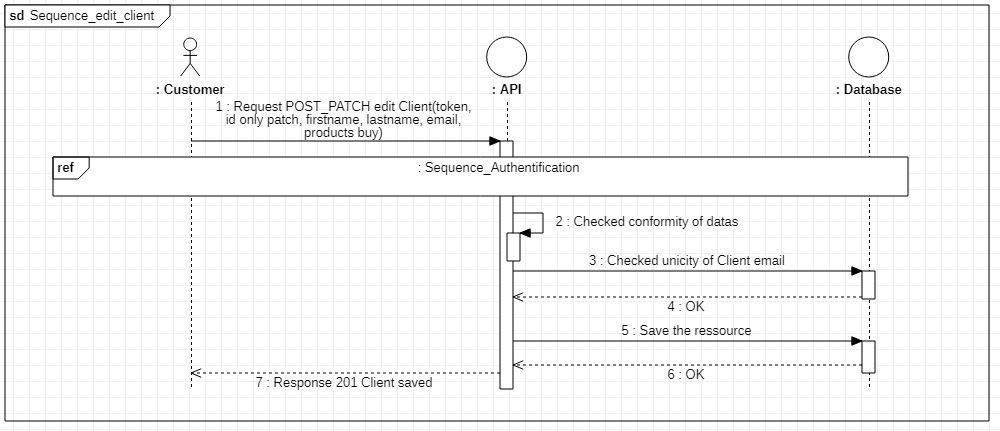 sd Sequence_edit_client
: Customer
: API
: Database
1 : Request POST_PATCH edit Client(token,
id only patch, firstname, lastname, email,
products buy)
ref
: Sequence_Authentification
2 : Checked conformity of datas
3 : Checked unicity of Client email
4 : OK
5 : Save the ressource
6 : OK
7 : Response 201 Client saved